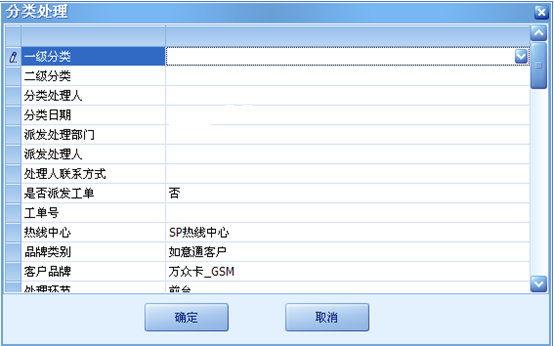 分类处理
一级分类
二级分类
分类处理人
分类日期
派发处理部门
派发处理人
处理人联系方式
是否派发工单 否
工单号
热线中心 SP热线中心
品牌类别 如意通客户
客户品牌 万众卡_GSM
处理环节 前台
确定 取消